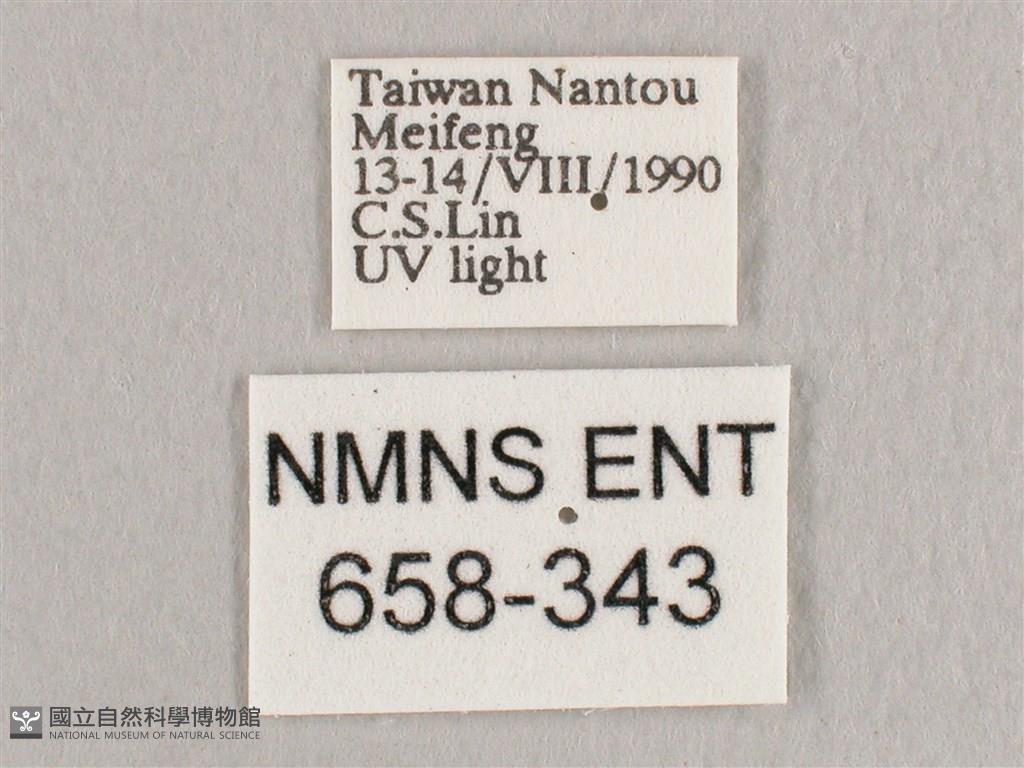 Taiwan Nantou
Meifeng
13-14/VIII/1990
C.S.Lin
UV light
NMNS ENT
658-343
國立自然科學博物館
NATIONAL MUSEUM OF NATURAL SCIENCE